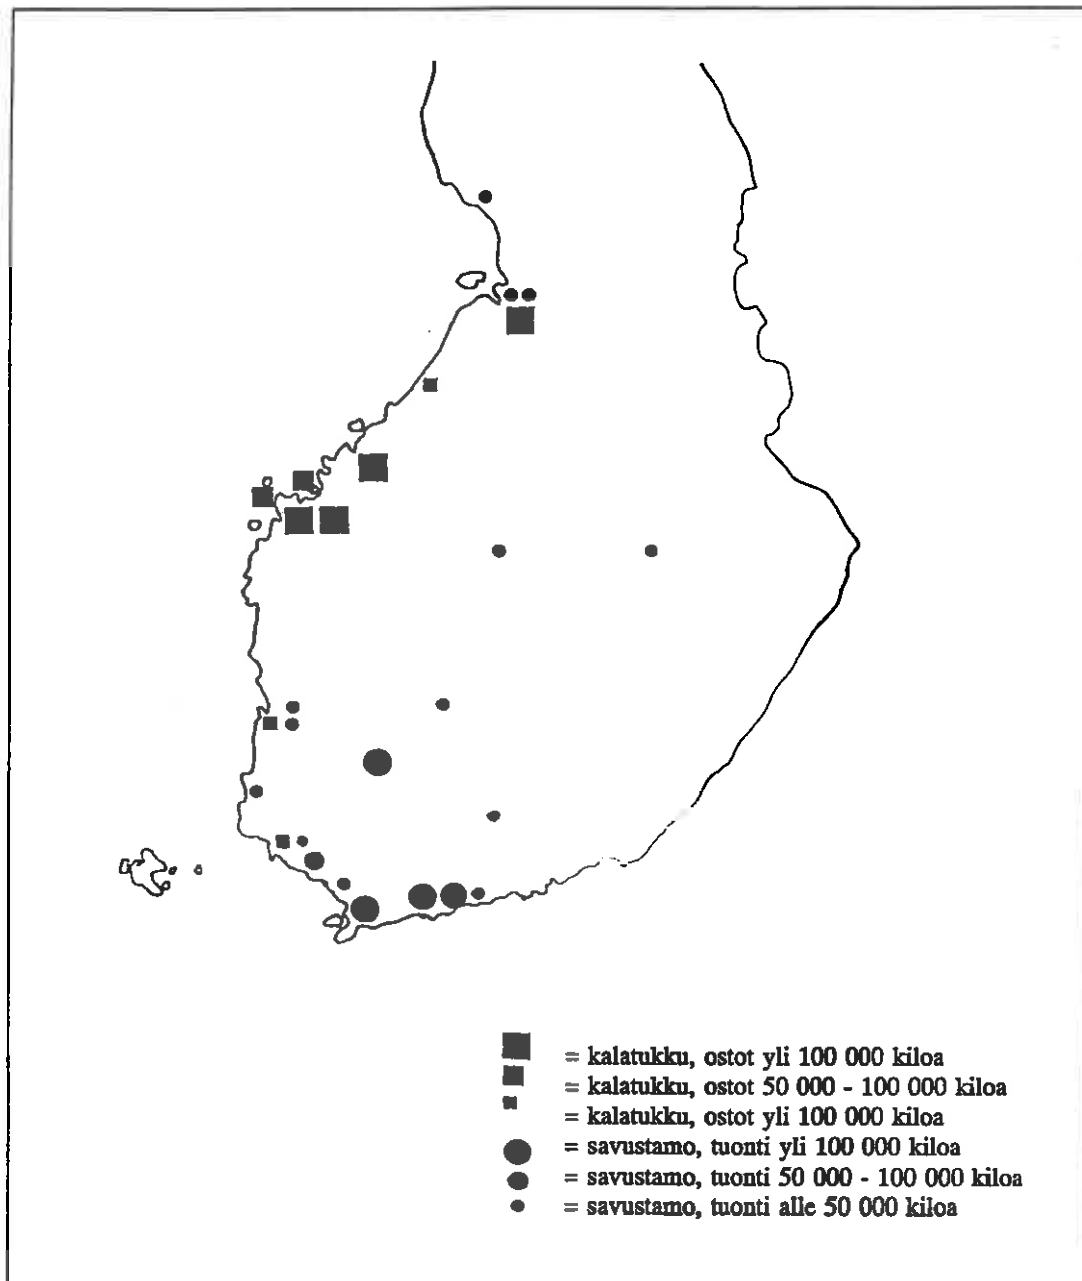 = kalatukku, ostot yli 100 000 kiloa
= kalatukku, ostot 50 000 - 100 000 kiloa
= kalatukku, ostot yli 100 000 kiloa
= savustamo, tuonti yli 100 000 kiloa
= savustamo, tuonti 50 000 - 100 000 kiloa
= savustamo, tuonti alle 50 000 kiloa